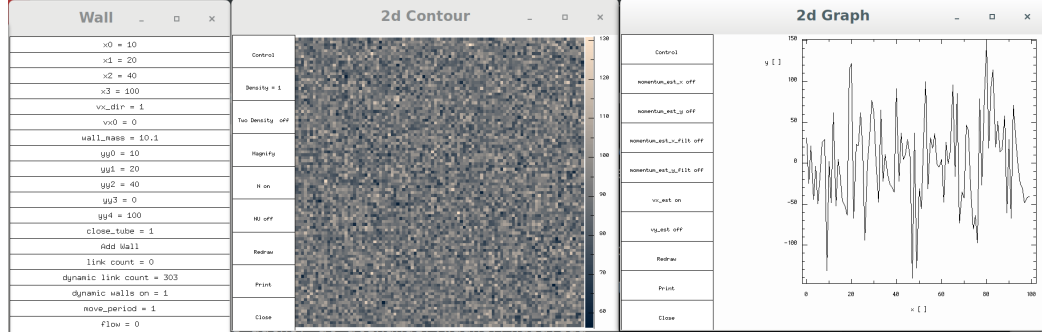 Wall
x0 = 10
x1 = 20
x2 = 40
x3 = 100
vx_dir = 1
vx0 = 0
wall_mass = 10.1
yy0 = 10
yy1 = 20
yy2 = 40
yy3 = 0
yy4 = 100
close_tube = 1
Add Wall
link count = 0
dynamic link count = 303
dynamic walls on = 1
move_period = 1
flow = 0
2d Contour
Control
Density = 1
Two Density off
Magnify
N on
NU off
Redraw
Print
Close
130
120
110
100
90
80
70
60
2d Graph
Control
momentum_est_x off
momentum_est_y off
momentum_est_x_filt off
momentum_est_y_filt off
vx_est on
vy_est off
Redraw
Print
Close
y [ ]
150
100
50
0
-50
-100
0
20
40
60
80
100
x [ ]